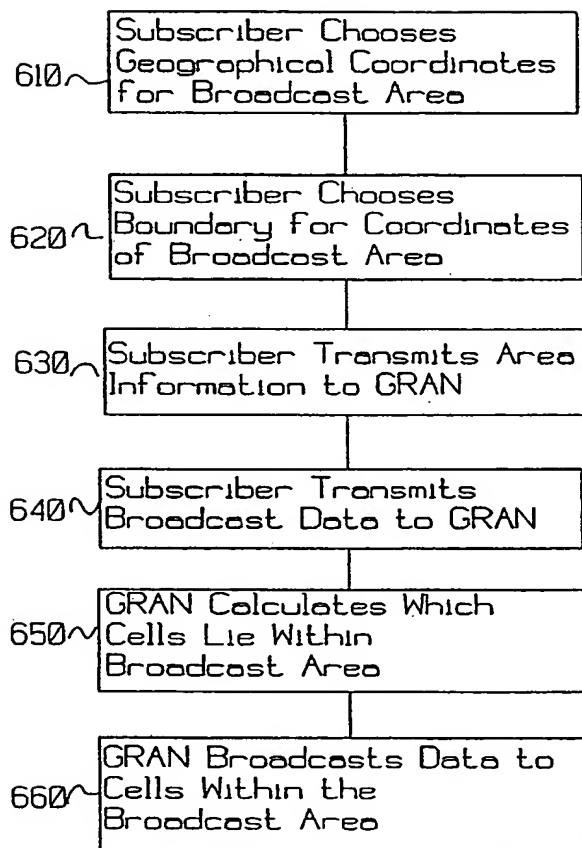 Subscriber Chooses
610 Geographical Coordinates
for Broadcast Area
Subscriber Chooses
620 Boundary for Coordinates
of Broadcast Area
630 Subscriber Transmits Area
Information to GRAN
Subscriber Transmits
640 Broadcast Data to GRAN
GRAN Calculates Which
650 Cells Lie Within
Broadcast Area
GRAN Broadcasts Data to
660 Cells Within the
Broadcast Area